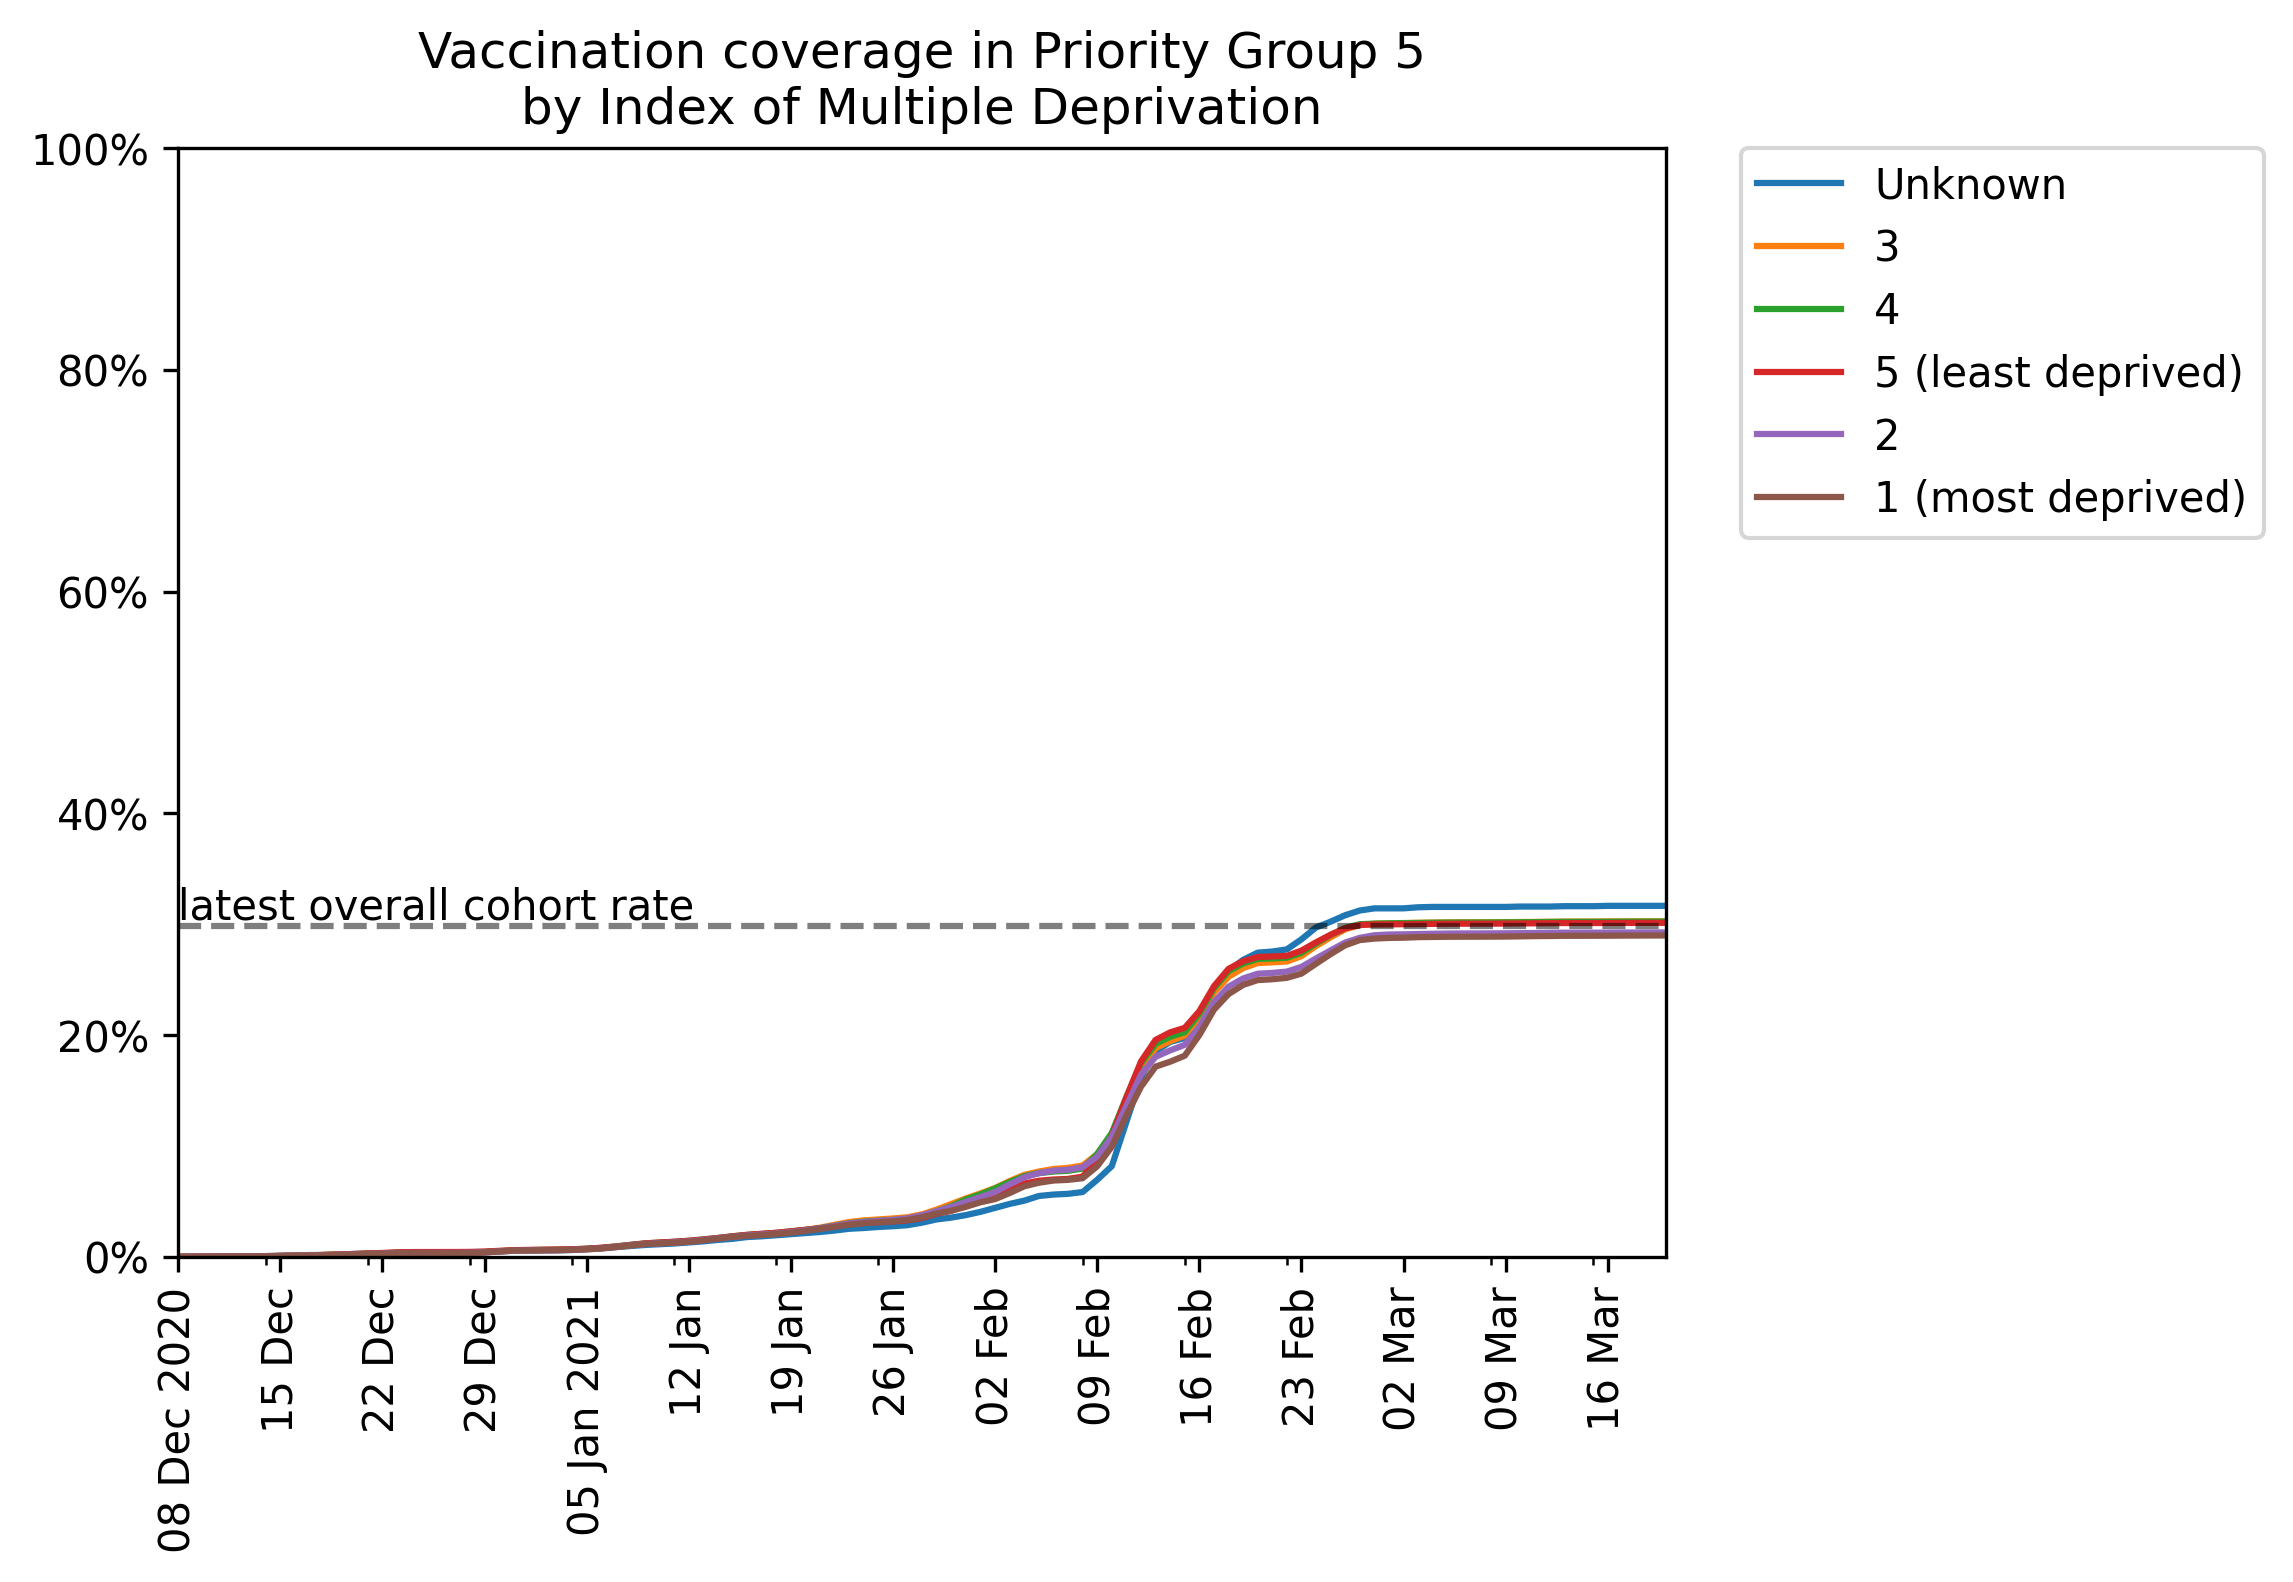 Vaccination coverage in Priority Group 5
by Index of Multiple Deprivation
100%
80%
60%
40%
20%
0%
latest overall cohort rate
08 Dec 2020
15 Dec
22 Dec
29 Dec
05 Jan 2021
12 Jan
19 Jan
26 Jan
02 Feb
09 Feb
16 Feb
23 Feb
02 Mar
09 Mar
16 Mar
Unknown
3
4
5 (least deprived)
2
1 (most deprived)